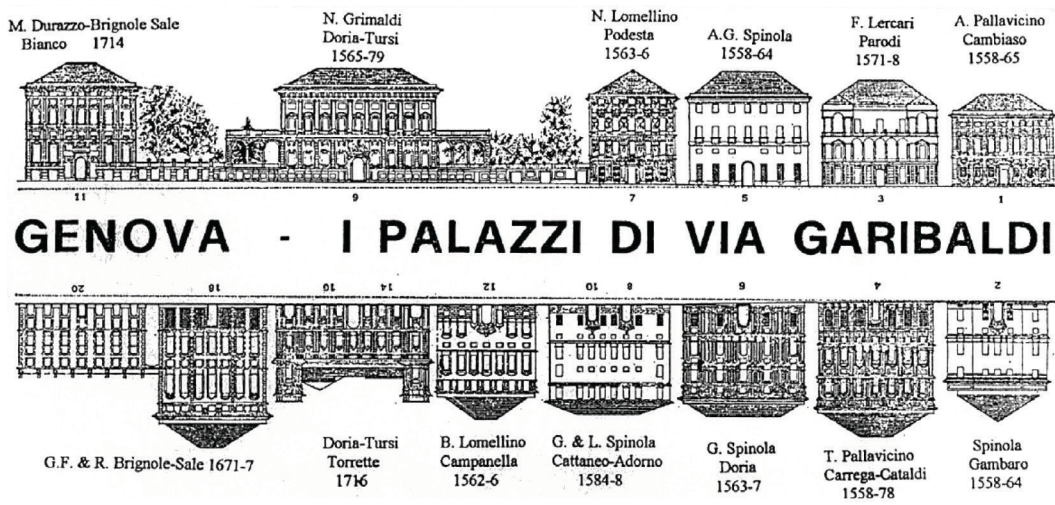 M. Durazzo-Brignole Sale
Bianco 1714
N. Grimaldi
Doria-Tursi
1565-79
N. Lomellino
Podesta
1563-6
A.G. Spinola
1558-64
F. Lercari
Parodi
1571-8
A. Pallavicino
Cambiaso
1558-65
11 9 7 5 3 1
GENOVA - I PALAZZI DI VIA GARIBALDI
20 18 16 14 12 10 8 6 4 2
G.F. & R. Brignole-Sale 1671-7
Doria-Tursi
Torrette
1716
B. Lomellino
Campanella
1562-6
G. & L. Spinola
Cattaneo-Adorno
1584-8
G. Spinola
Doria
1563-7
T. Pallavicino
Carrega-Cataldi
1558-78
Spinola
Gambaro
1558-64